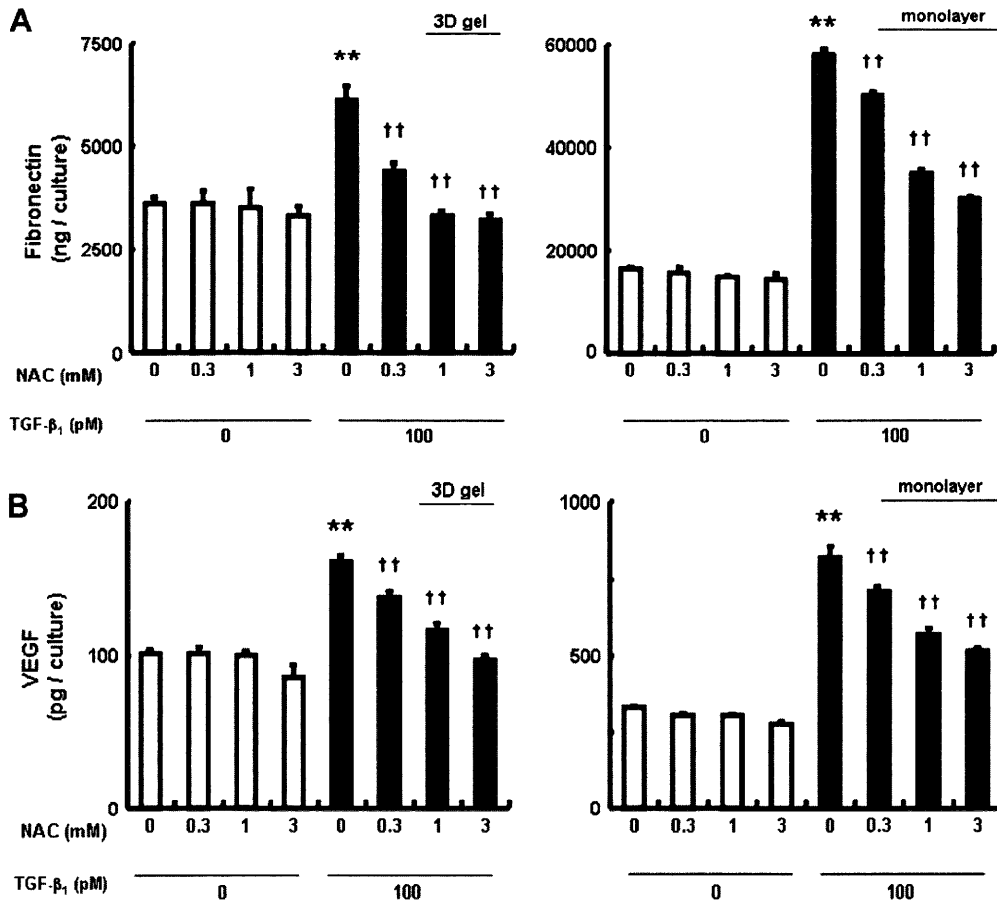 A
3D gel
monolayer
Fibronectin
(ng / culture)
7500
5000
2500
0
**
††
††
††
60000
40000
20000
0
**
††
††
††
NAC (mM)
0 0.3 1 3 0 0.3 1 3
0 0.3 1 3 0 0.3 1 3
TGF-β₁ (pM)
0 100
0 100
B
3D gel
monolayer
VEGF
(pg / culture)
200
100
0
**
††
††
††
1000
500
0
**
††
††
††
NAC (mM)
0 0.3 1 3 0 0.3 1 3
0 0.3 1 3 0 0.3 1 3
TGF-β₁ (pM)
0 100
0 100